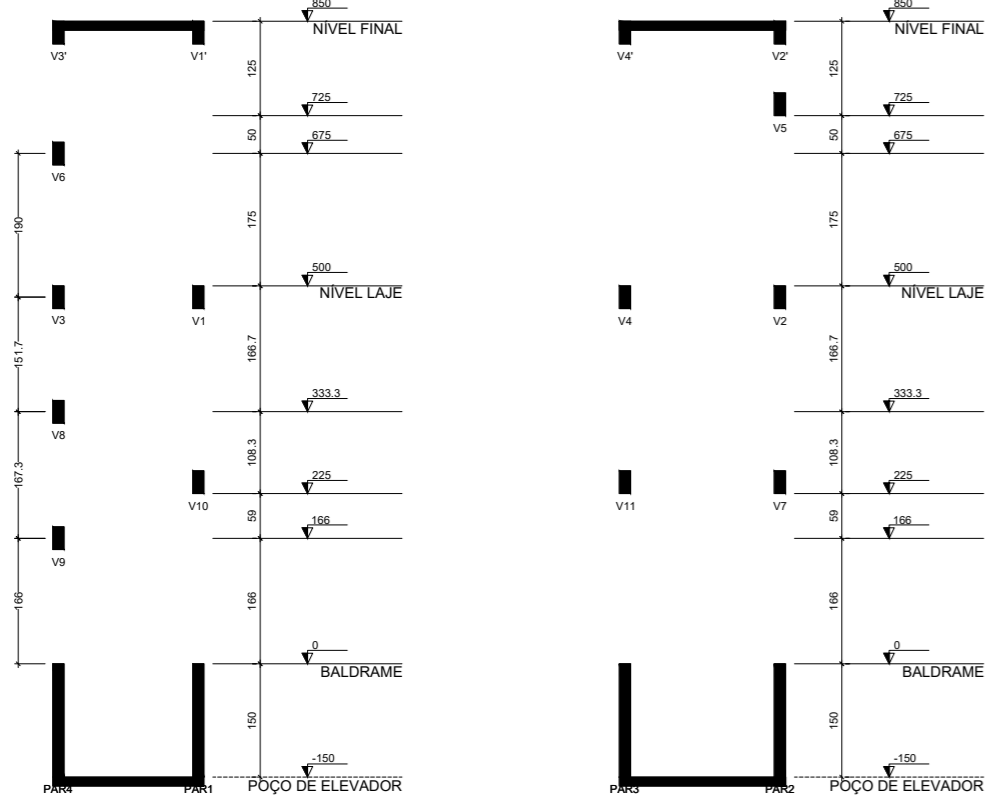 850
NÍVEL FINAL
V3'
V1'
125
725
50
675
V6
190
175
500
NÍVEL LAJE
V3
V1
151.7
166.7
333.3
V8
167.3
108.3
225
V10
59
166
V9
166
166
0
BALDRAME
150
-150
PAR4
PAR1
POÇO DE ELEVADOR
850
NÍVEL FINAL
V4'
V2'
125
725
V5
50
675
175
500
NÍVEL LAJE
V4
V2
166.7
333.3
108.3
225
V11
V7
59
166
166
0
BALDRAME
150
-150
PAR3
PAR2
POÇO DE ELEVADOR